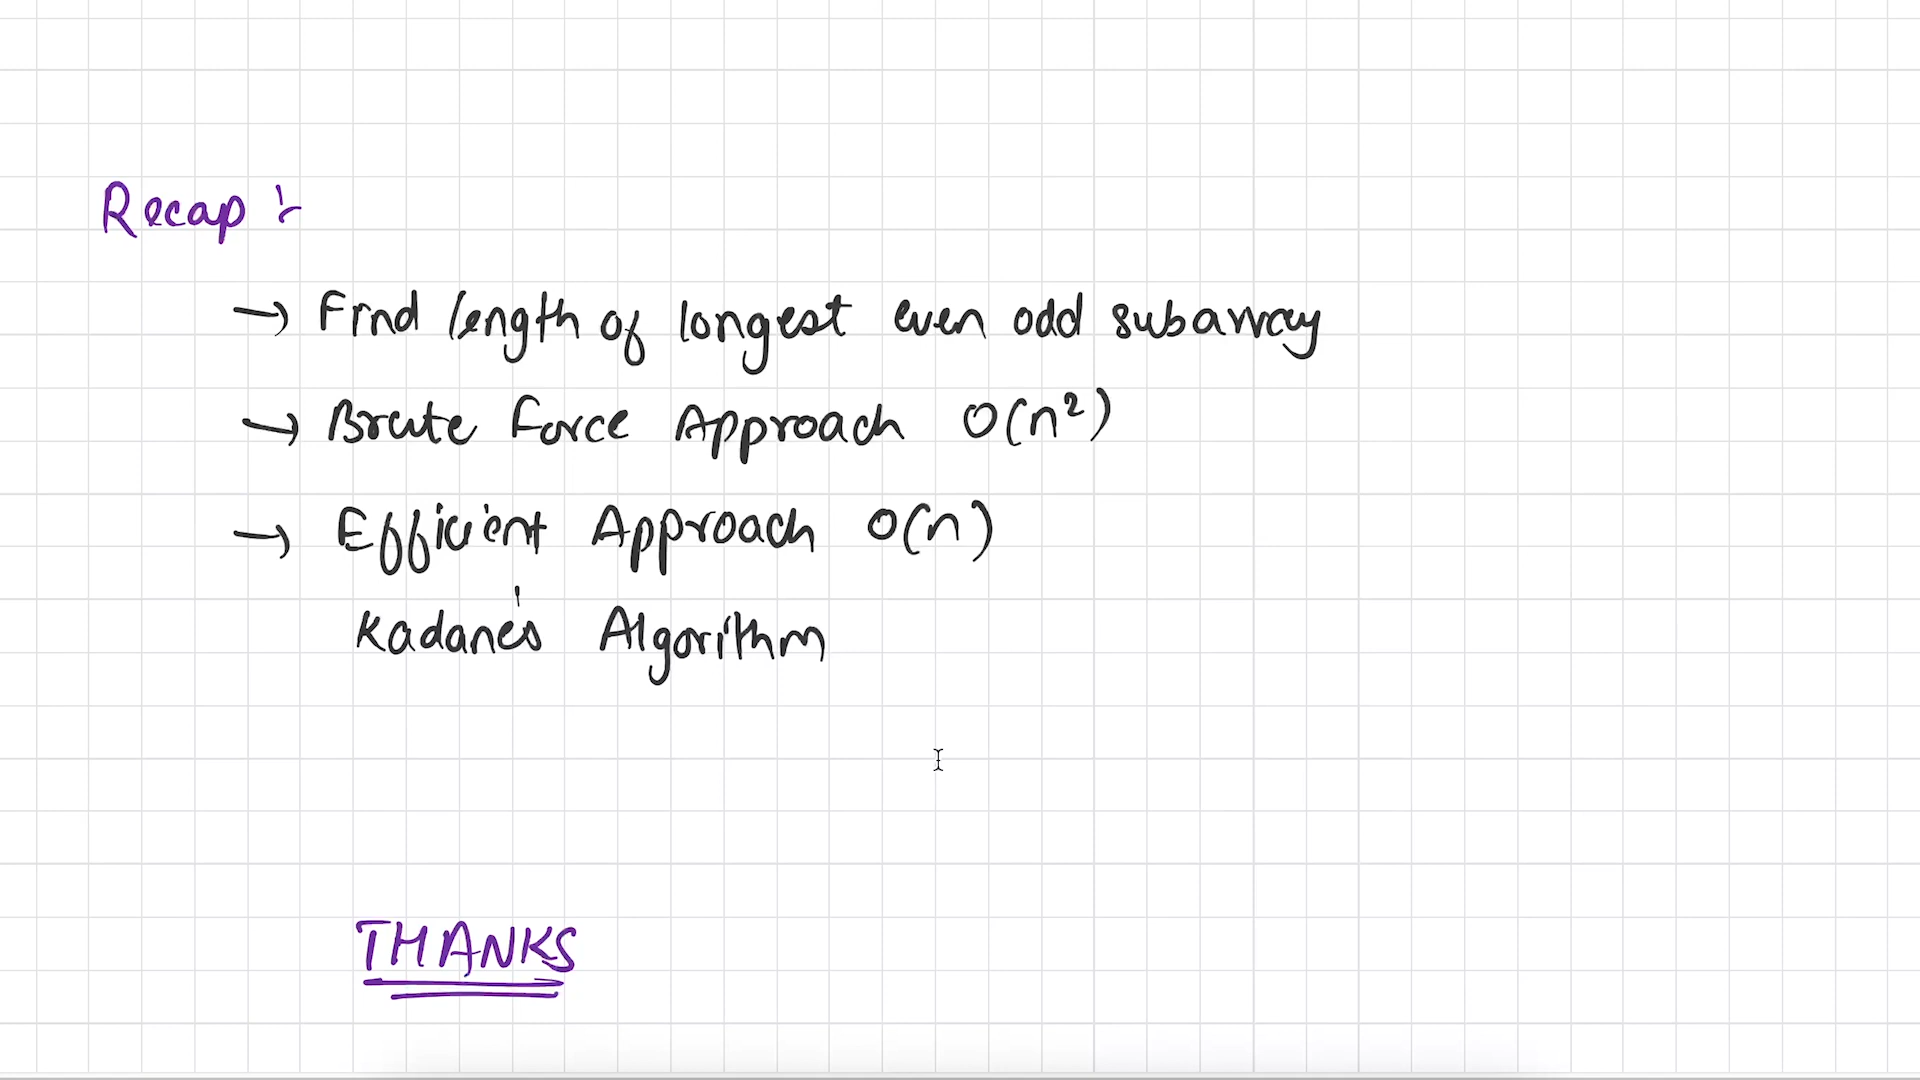 Recap :-
→ Find length of longest even odd subarray
→ Brute Force Approach O(n²)
→ Efficient Approach O(n)
Kadane's Algorithm
THANKS